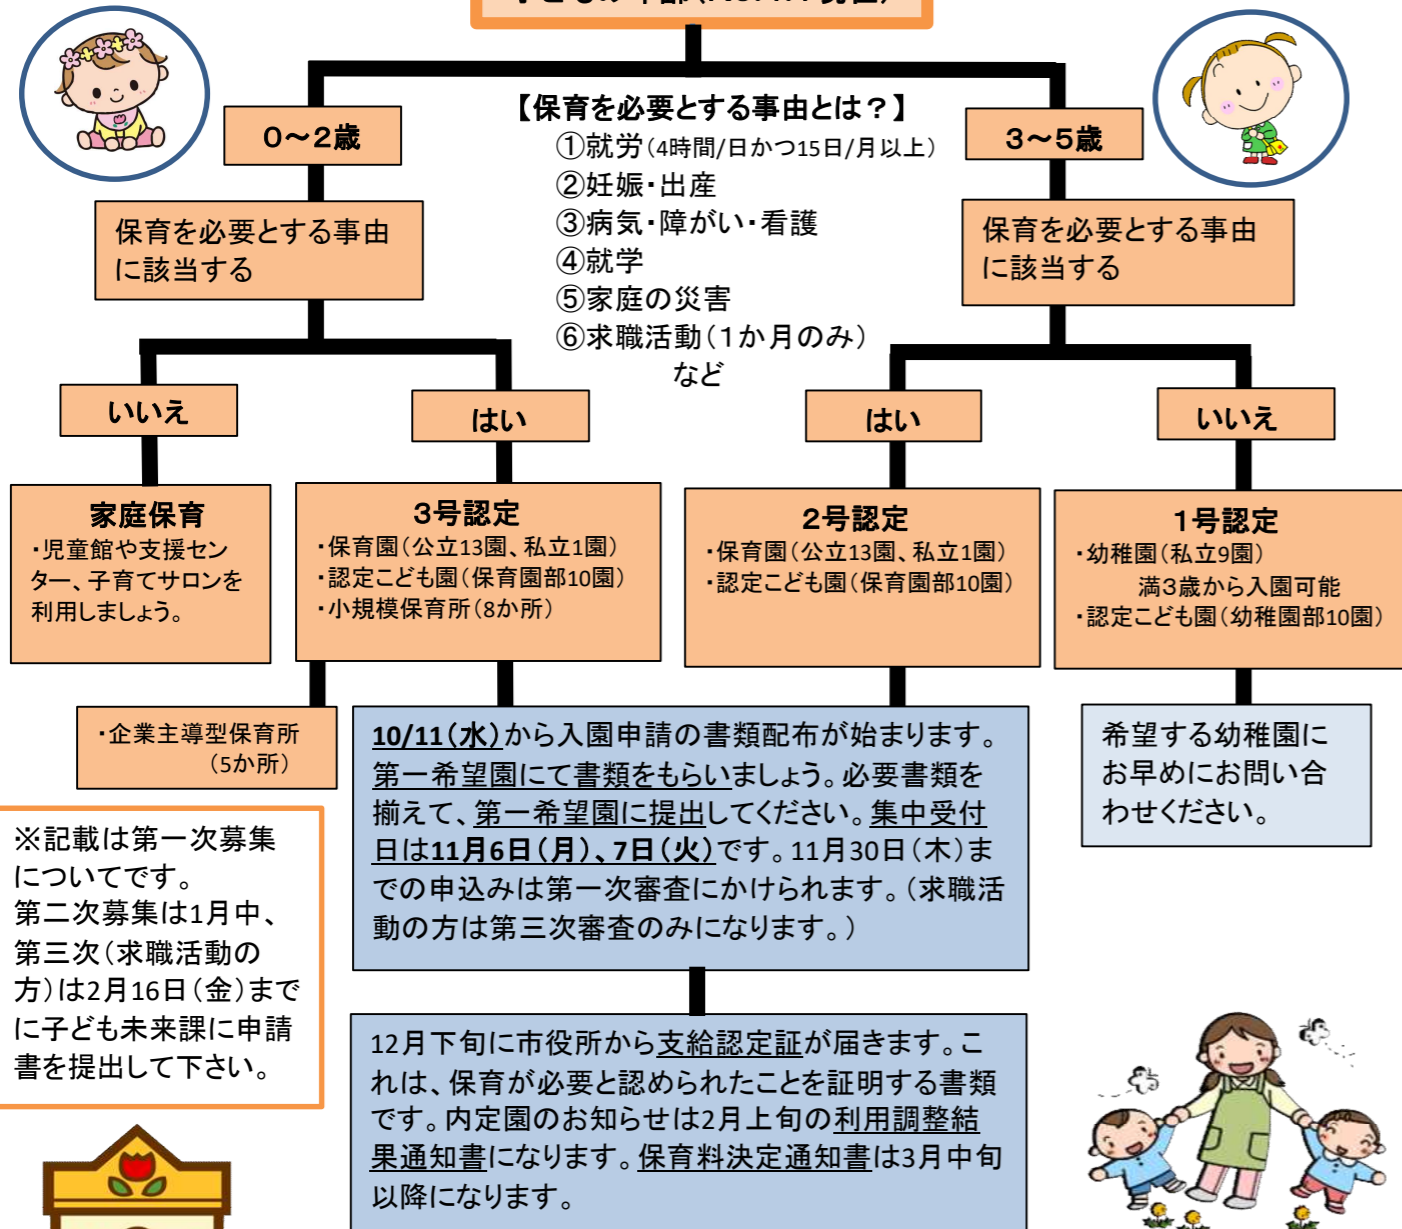 【保育を必要とする事由とは？】
①就労（4時間/日かつ15日/月以上）
②妊娠・出産
③病気・障がい・看護
④就学
⑤家庭の災害
⑥求職活動（１か月のみ）
など
０～２歳
保育を必要とする事由
に該当する
いいえ
はい
家庭保育
・児童館や支援セン
ター、子育てサロンを
利用しましょう。
３号認定
・保育園（公立13園、私立1園）
・認定こども園（保育園部10園）
・小規模保育所（8か所）
・企業主導型保育所
（5か所）
３～５歳
保育を必要とする事由
に該当する
はい
いいえ
２号認定
・保育園（公立13園、私立1園）
・認定こども園（保育園部10園）
１号認定
・幼稚園（私立9園）
満３歳から入園可能
・認定こども園（幼稚園部10園）
10/11（水）から入園申請の書類配布が始まります。
第一希望園にて書類をもらいましょう。必要書類を
揃えて、第一希望園に提出してください。集中受付
日は11月6日（月）、7日（火）です。11月30日（木）ま
での申込みは第一次審査にかけられます。（求職活
動の方は第三次審査のみになります。）
希望する幼稚園に
お早めにお問い合
わせください。
※記載は第一次募集
についてです。
第二次募集は1月中、
第三次（求職活動の
方）は2月16日（金）まで
に子ども未来課に申請
書を提出して下さい。
12月下旬に市役所から支給認定証が届きます。こ
れは、保育が必要と認められたことを証明する書類
です。内定園のお知らせは2月上旬の利用調整結
果通知書になります。保育料決定通知書は3月中旬
以降になります。